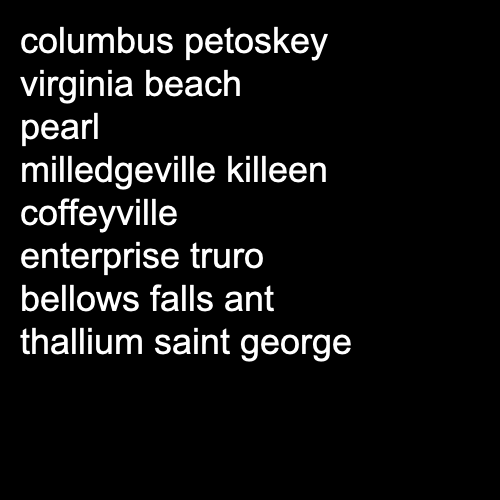 columbus petoskey
virginia beach
pearl
milledgeville killeen
coffeyville
enterprise truro
bellows falls ant
thallium saint george